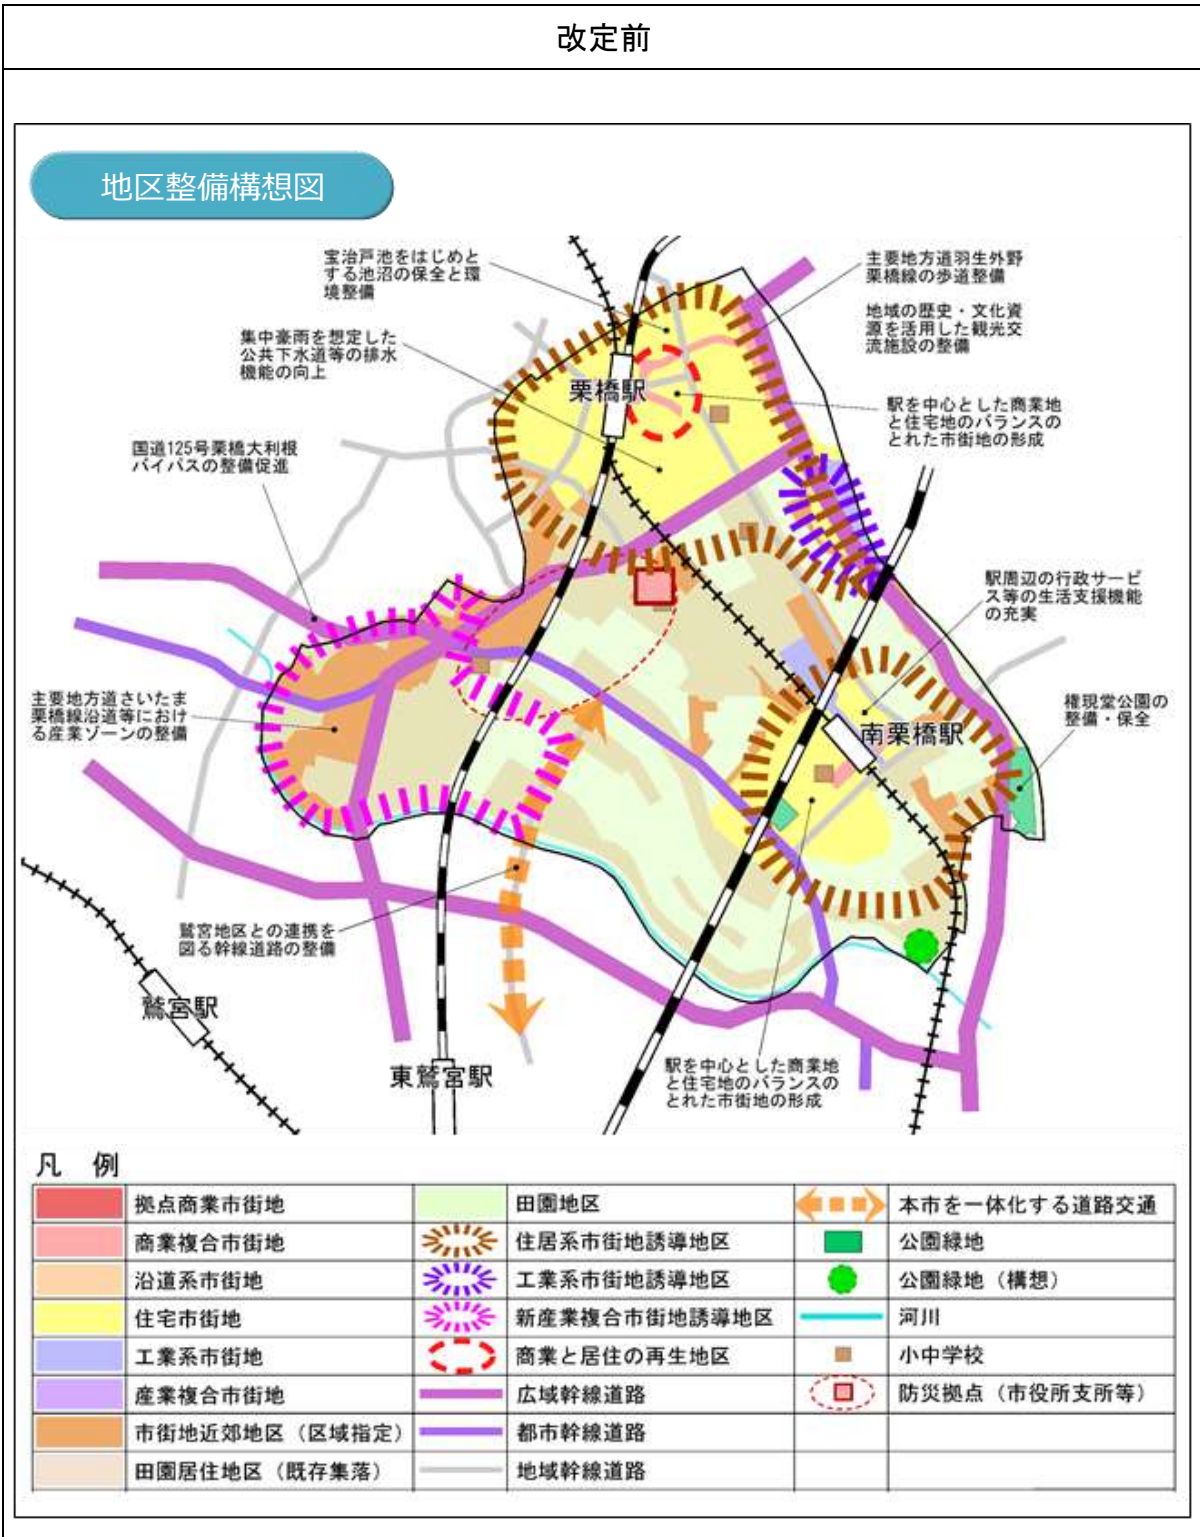 改定前
地区整備構想図
宝治戸池をはじめと
する池沼の保全と環
境整備
主要地方道羽生外野
栗橋線の歩道整備
地域の歴史・文化資
源を活用した観光交
流施設の整備
集中豪雨を想定した
公共下水道等の排水
機能の向上
栗橋駅
駅を中心とした商業地
と住宅地のバランスの
とれた市街地の形成
国道125号栗橋大利根
バイパスの整備促進
駅周辺の行政サービ
ス等の生活支援機能
の充実
主要地方道さいたま
栗橋線沿道等におけ
る産業ゾーンの整備
権現堂公園の
整備・保全
南栗橋駅
鷲宮地区との連携を
図る幹線道路の整備
鷲宮駅
東鷲宮駅
駅を中心とした商業地
と住宅地のバランスの
とれた市街地の形成
凡 例
拠点商業市街地
商業複合市街地
沿道系市街地
住宅市街地
工業系市街地
産業複合市街地
市街地近郊地区（区域指定）
田園居住地区（既存集落）
田園地区
住居系市街地誘導地区
工業系市街地誘導地区
新産業複合市街地誘導地区
商業と居住の再生地区
広域幹線道路
都市幹線道路
地域幹線道路
本市を一体化する道路交通
公園緑地
公園緑地（構想）
河川
小中学校
防災拠点（市役所支所等）